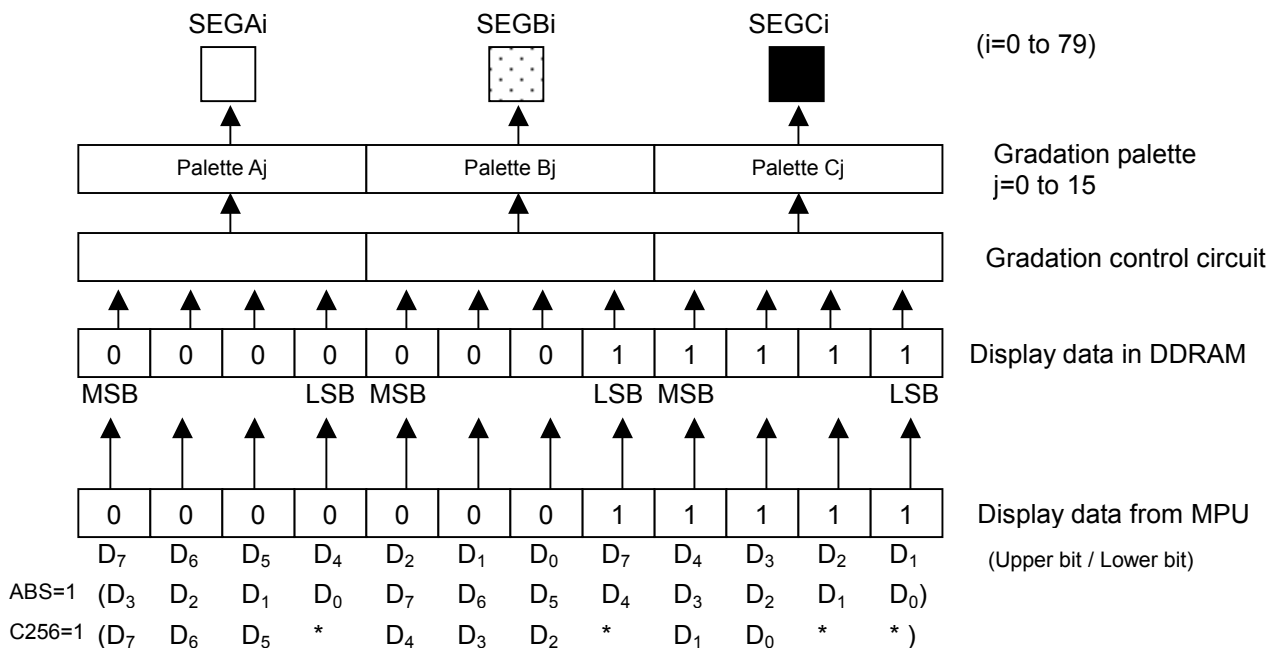 SEGAi SEGBi SEGCi (i=0 to 79)
Palette Aj Palette Bj Palette Cj Gradation palette
j=0 to 15
Gradation control circuit
0 0 0 0 0 0 0 1 1 1 1 1 Display data in DDRAM
MSB LSB MSB LSB MSB LSB
0 0 0 0 0 0 0 1 1 1 1 1 Display data from MPU
D7 D6 D5 D4 D2 D1 D0 D7 D4 D3 D2 D1 (Upper bit / Lower bit)
ABS=1 (D3 D2 D1 D0 D7 D6 D5 D4 D3 D2 D1 D0)
C256=1 (D7 D6 D5 * D4 D3 D2 * D1 D0 * * )